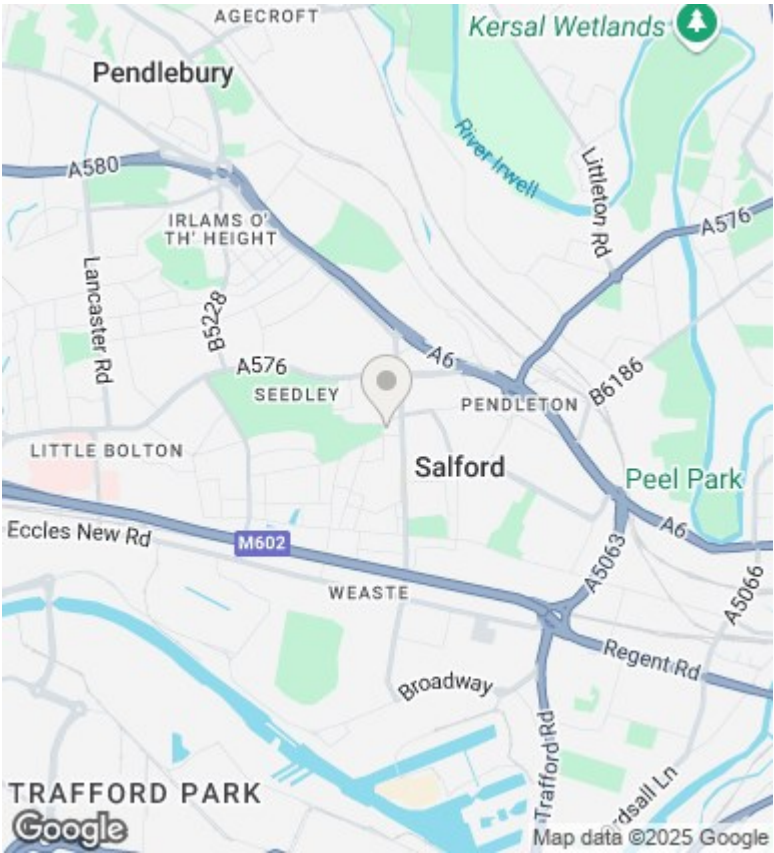 AGECROFT
Kersal Wetlands
Pendlebury
River Irwell
Littleton Rd
A580
A576
IRLAMS O'
TH' HEIGHT
Lancaster Rd
B5228
A6
A576
SEEDLEY
B6186
PENDLETON
LITTLE BOLTON
Salford
Peel Park
Eccles New Rd
M602
A6
A5063
A5066
WEASTE
Regent Rd
Broadway
Trafford Rd
TRAFFORD PARK
Google
Map data ©2025 Google